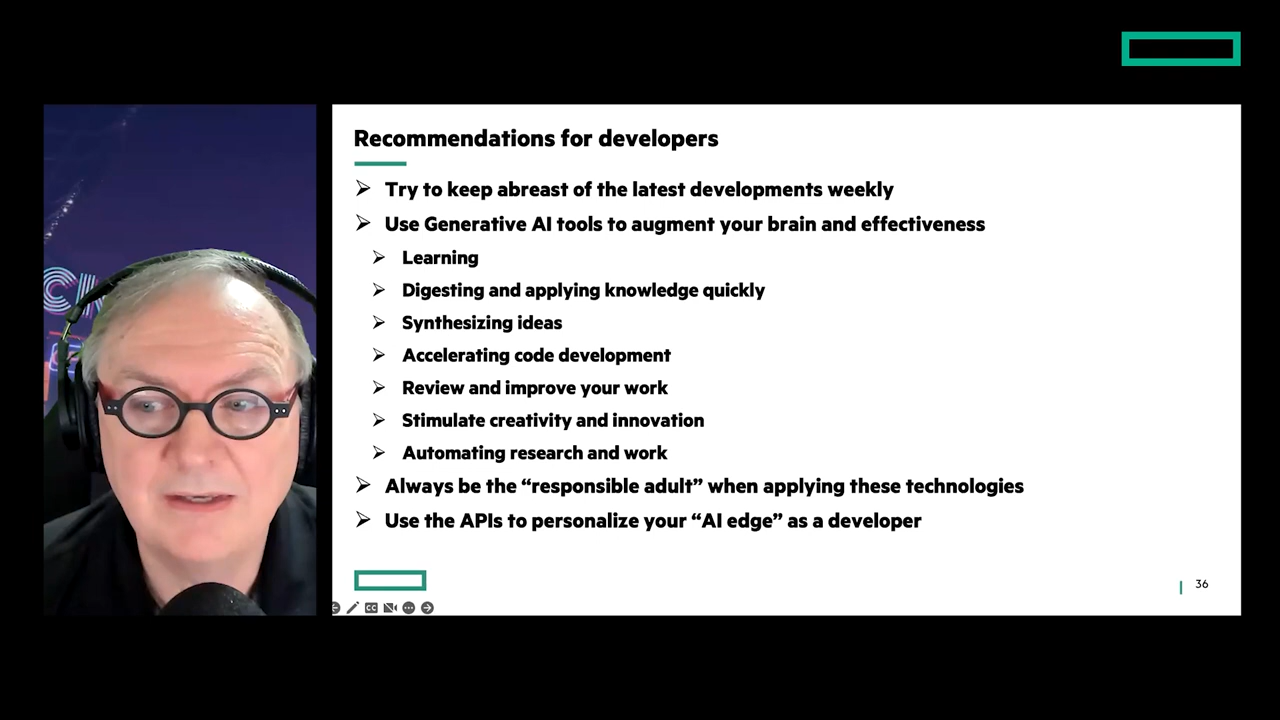 Recommendations for developers
Try to keep abreast of the latest developments weekly
Use Generative AI tools to augment your brain and effectiveness
Learning
Digesting and applying knowledge quickly
Synthesizing ideas
Accelerating code development
Review and improve your work
Stimulate creativity and innovation
Automating research and work
Always be the “responsible adult” when applying these technologies
Use the APIs to personalize your “AI edge” as a developer
CC
36